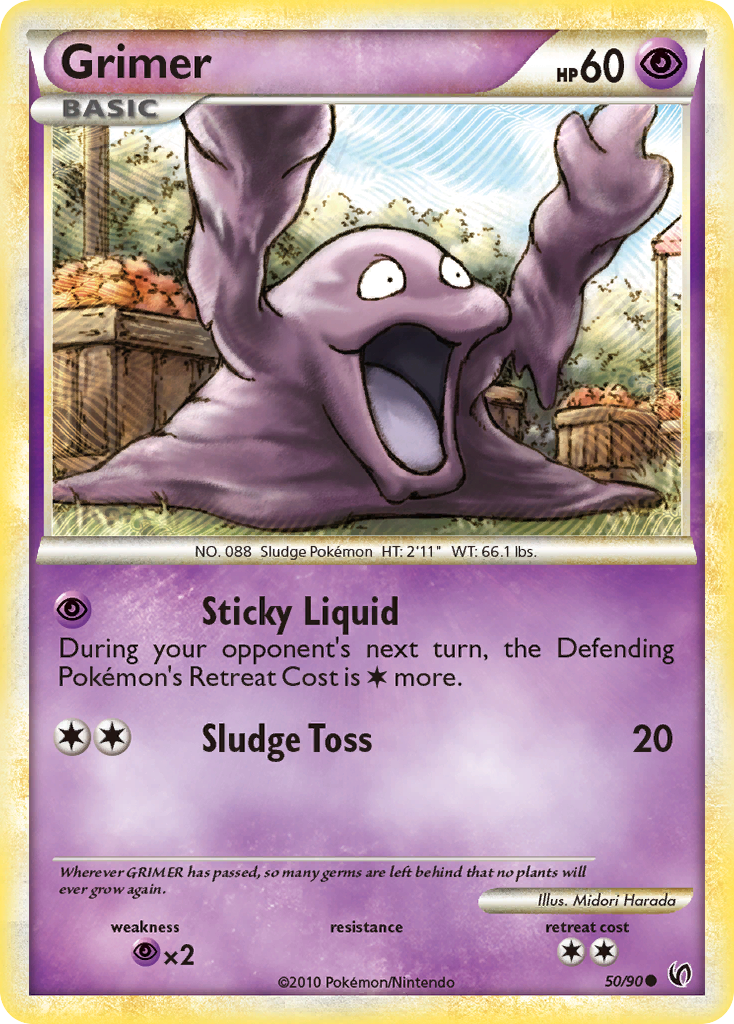 Grimer
HP60
BASIC
NO. 088 Sludge Pokémon HT: 2'11" WT: 66.1 lbs.
Sticky Liquid
During your opponent's next turn, the Defending
Pokémon's Retreat Cost is more.
Sludge Toss 20
Wherever GRIMER has passed, so many germs are left behind that no plants will
ever grow again.
Illus. Midori Harada
weakness resistance retreat cost
×2
©2010 Pokémon/Nintendo
50/90